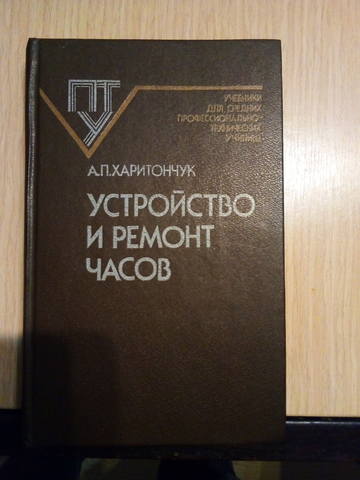 ПТУ
УЧЕБНИКИ
ДЛЯ СРЕДНИХ
ПРОФЕССИОНАЛЬНО-
ТЕХНИЧЕСКИХ
УЧИЛИЩ
А.П.ХАРИТОНЧУК
УСТРОЙСТВО
И РЕМОНТ
ЧАСОВ